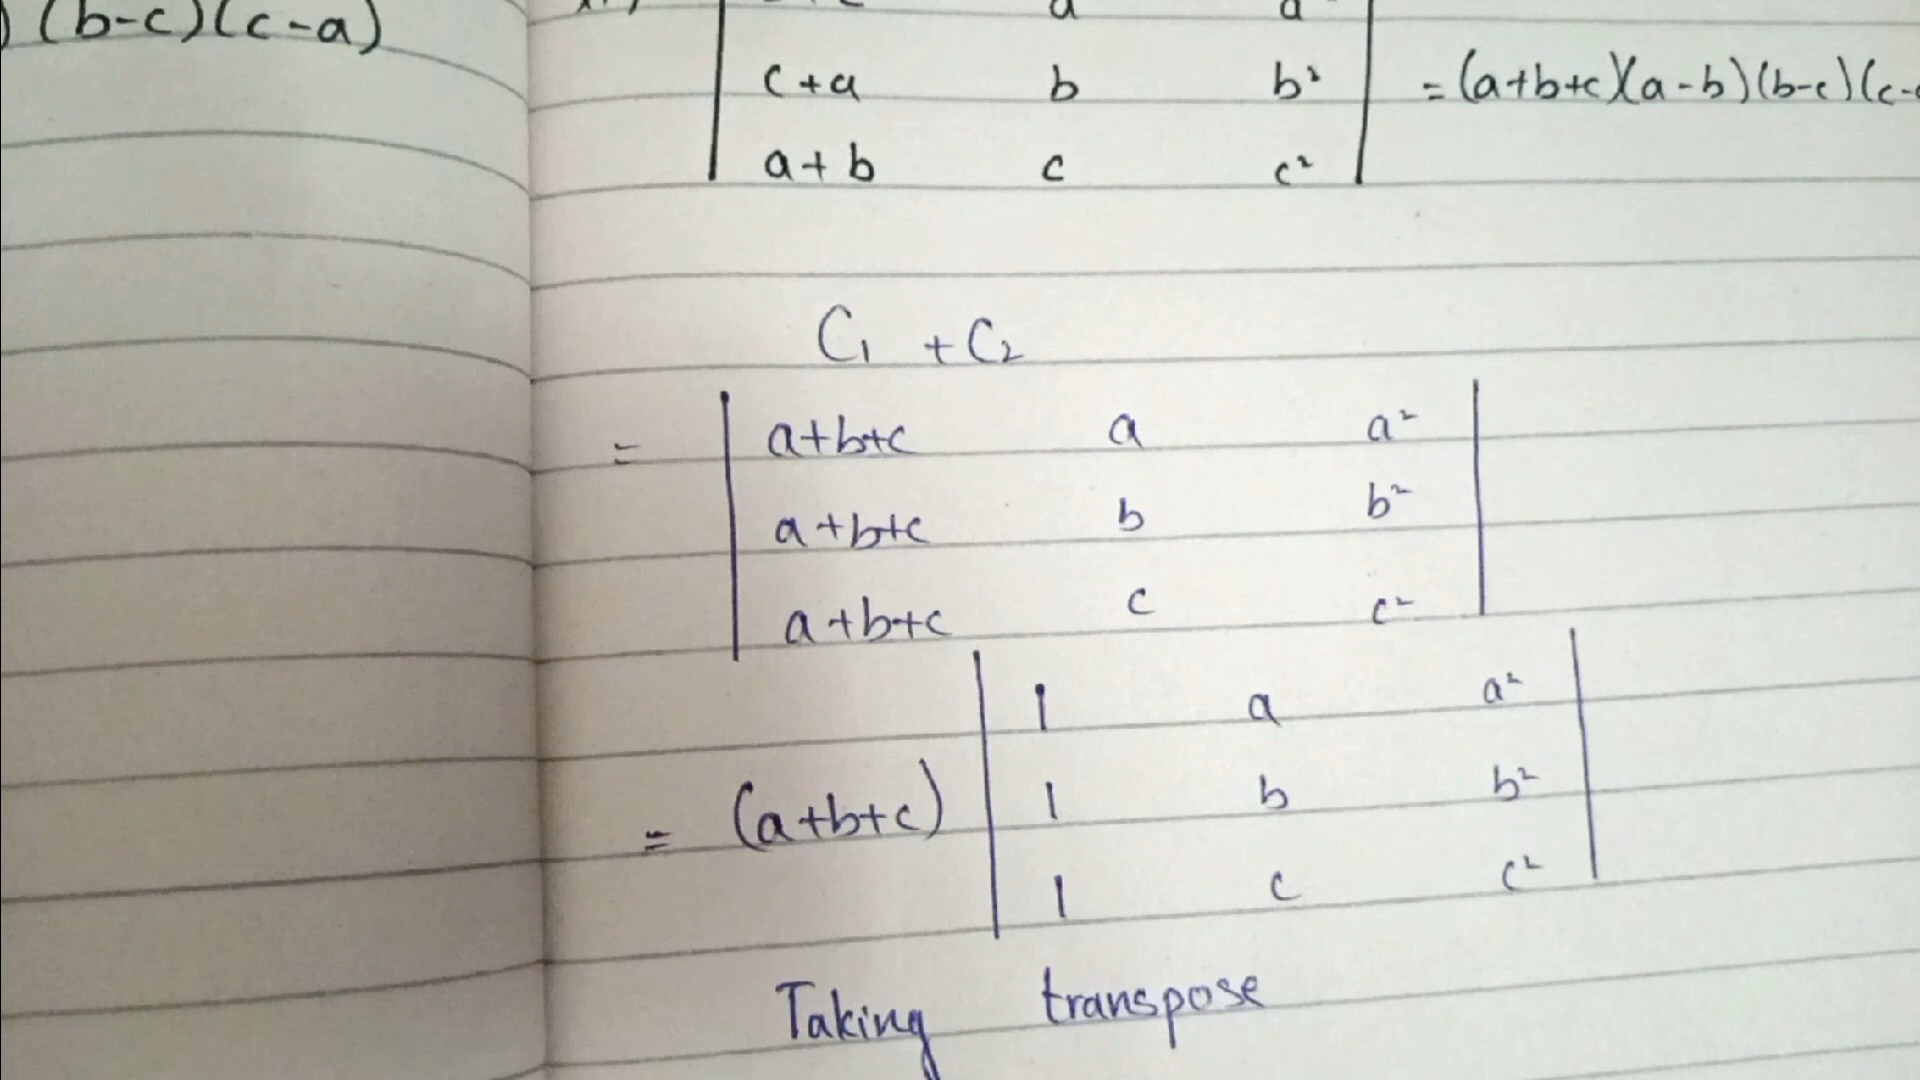 (b-c)(c-a)
a a
c+a b b² =(a+b+c)(a-b)(b-c)(c-
a+b c c²
C₁ +C₂
= a+b+c a a²
a+b+c b b²
a+b+c c c²
1 a a²
= (a+b+c) 1 b b²
1 c c²
Taking transpose